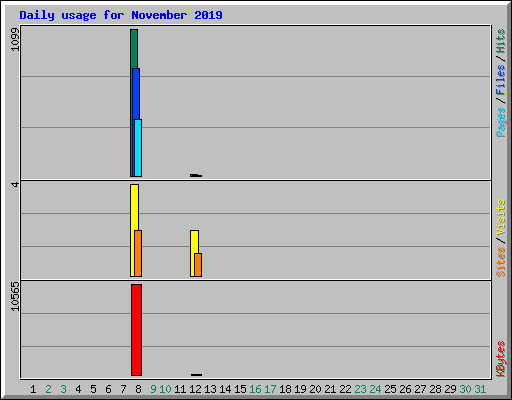 Daily usage for November 2019
1099
Pages / Files / Hits
4
Sites / Visits
10565
KBytes
1 2 3 4 5 6 7 8 9 10 11 12 13 14 15 16 17 18 19 20 21 22 23 24 25 26 27 28 29 30 31